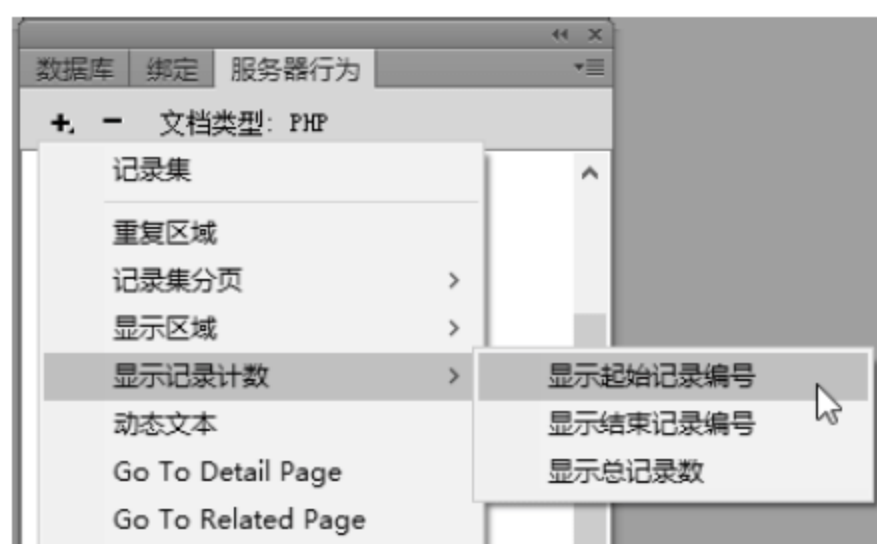 数据库 绑定 服务器行为
文档类型: PHP
记录集
重复区域
记录集分页
显示区域
显示记录计数
显示起始记录编号
动态文本
显示结束记录编号
Go To Detail Page
显示总记录数
Go To Related Page